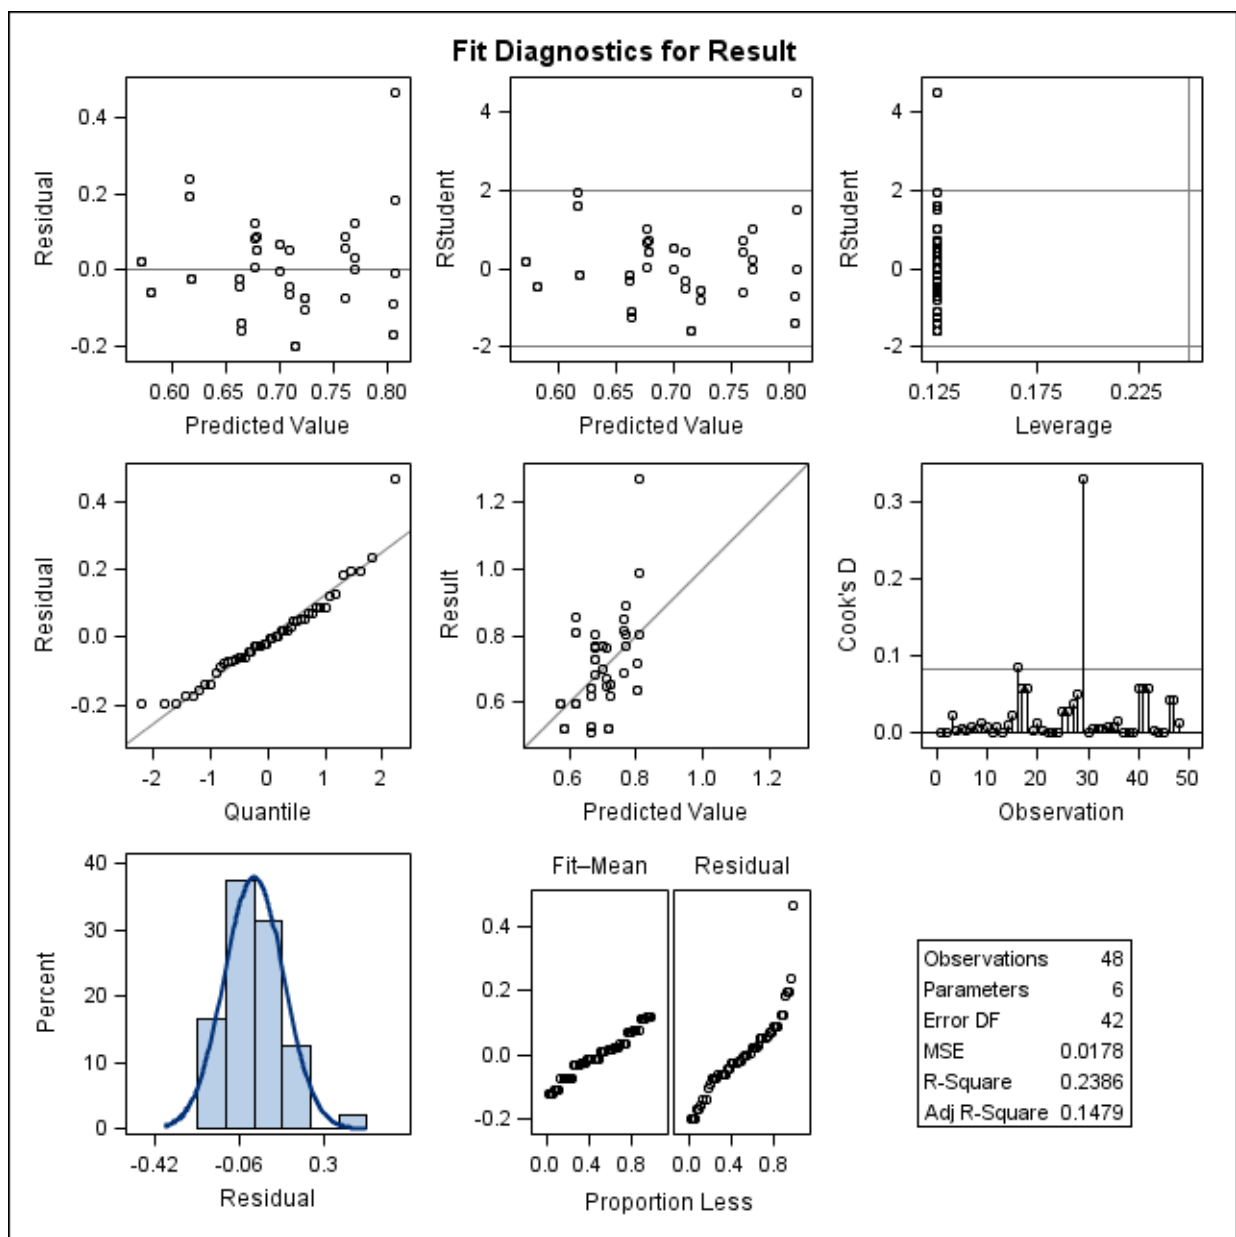 Fit Diagnostics for Result
0.4
0.2
0.0
-0.2
Residual
0.60 0.65 0.70 0.75 0.80
Predicted Value
4
2
0
-2
RStudent
0.60 0.65 0.70 0.75 0.80
Predicted Value
4
2
0
-2
RStudent
0.125 0.175 0.225
Leverage
0.4
0.2
0.0
-0.2
Residual
-2 -1 0 1 2
Quantile
1.2
1.0
0.8
0.6
Result
0.6 0.8 1.0 1.2
Predicted Value
0.3
0.2
0.1
0.0
Cook's D
0 10 20 30 40 50
Observation
40
30
20
10
0
Percent
-0.42 -0.06 0.3
Residual
Fit–Mean Residual
0.4
0.2
0.0
-0.2
0.0 0.4 0.8 0.0 0.4 0.8
Proportion Less
Observations 48
Parameters 6
Error DF 42
MSE 0.0178
R-Square 0.2386
Adj R-Square 0.1479